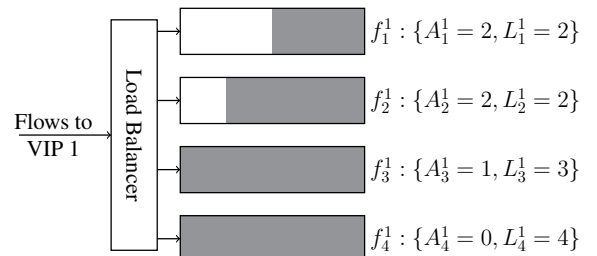 Flows to
VIP 1
Load Balancer
f_1^1 : {A_1^1 = 2, L_1^1 = 2}
f_2^1 : {A_2^1 = 2, L_2^1 = 2}
f_3^1 : {A_3^1 = 1, L_3^1 = 3}
f_4^1 : {A_4^1 = 0, L_4^1 = 4}